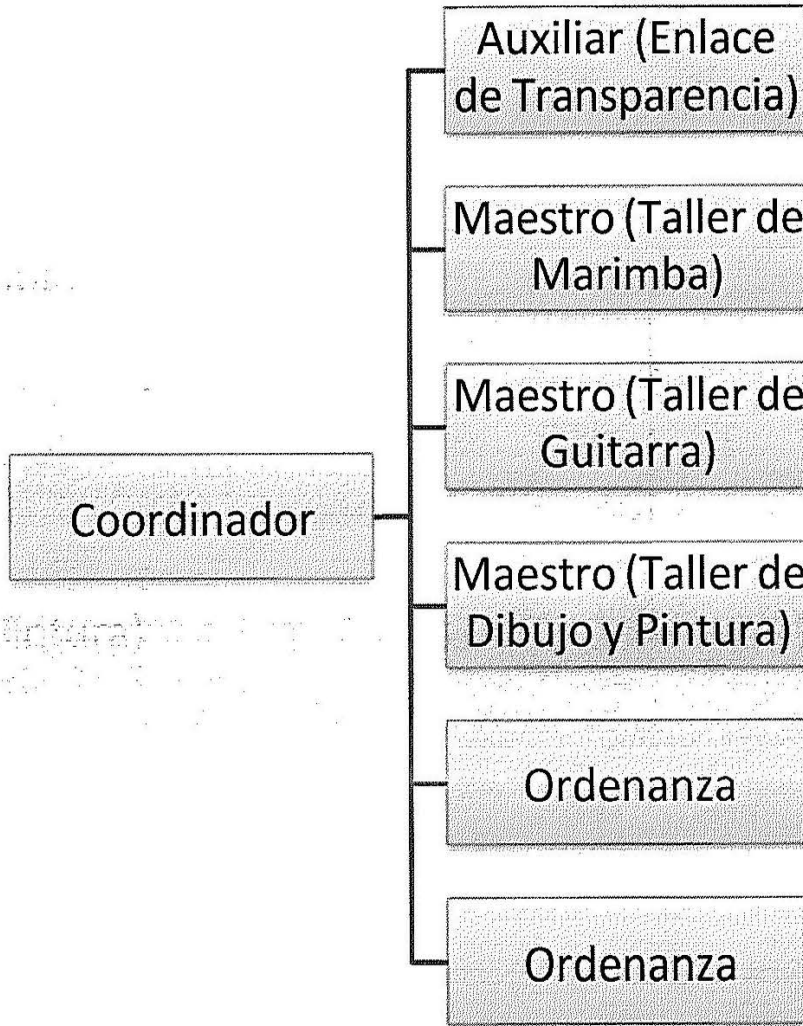 Auxiliar (Enlace
de Transparencia)
Maestro (Taller de
Marimba)
Maestro (Taller de
Guitarra)
Coordinador
Maestro (Taller de
Dibujo y Pintura)
Ordenanza
Ordenanza